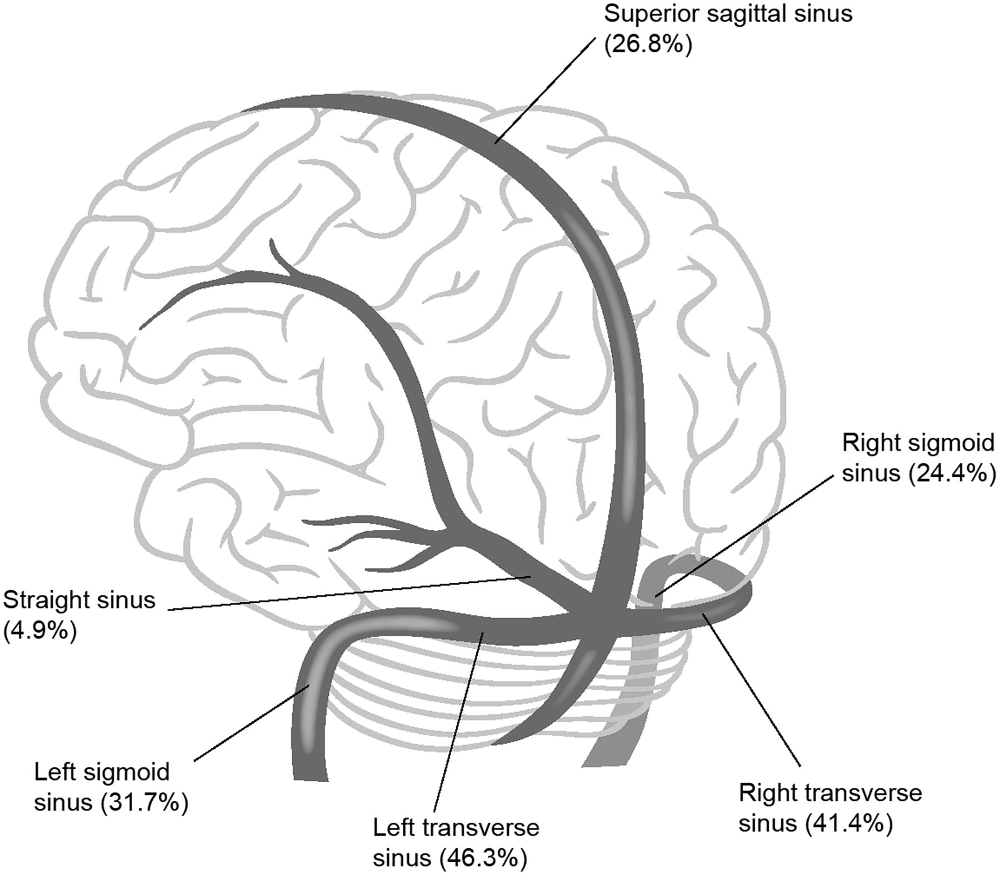 Superior sagittal sinus
(26.8%)
Right sigmoid
sinus (24.4%)
Straight sinus
(4.9%)
Left sigmoid
sinus (31.7%)
Left transverse
sinus (46.3%)
Right transverse
sinus (41.4%)